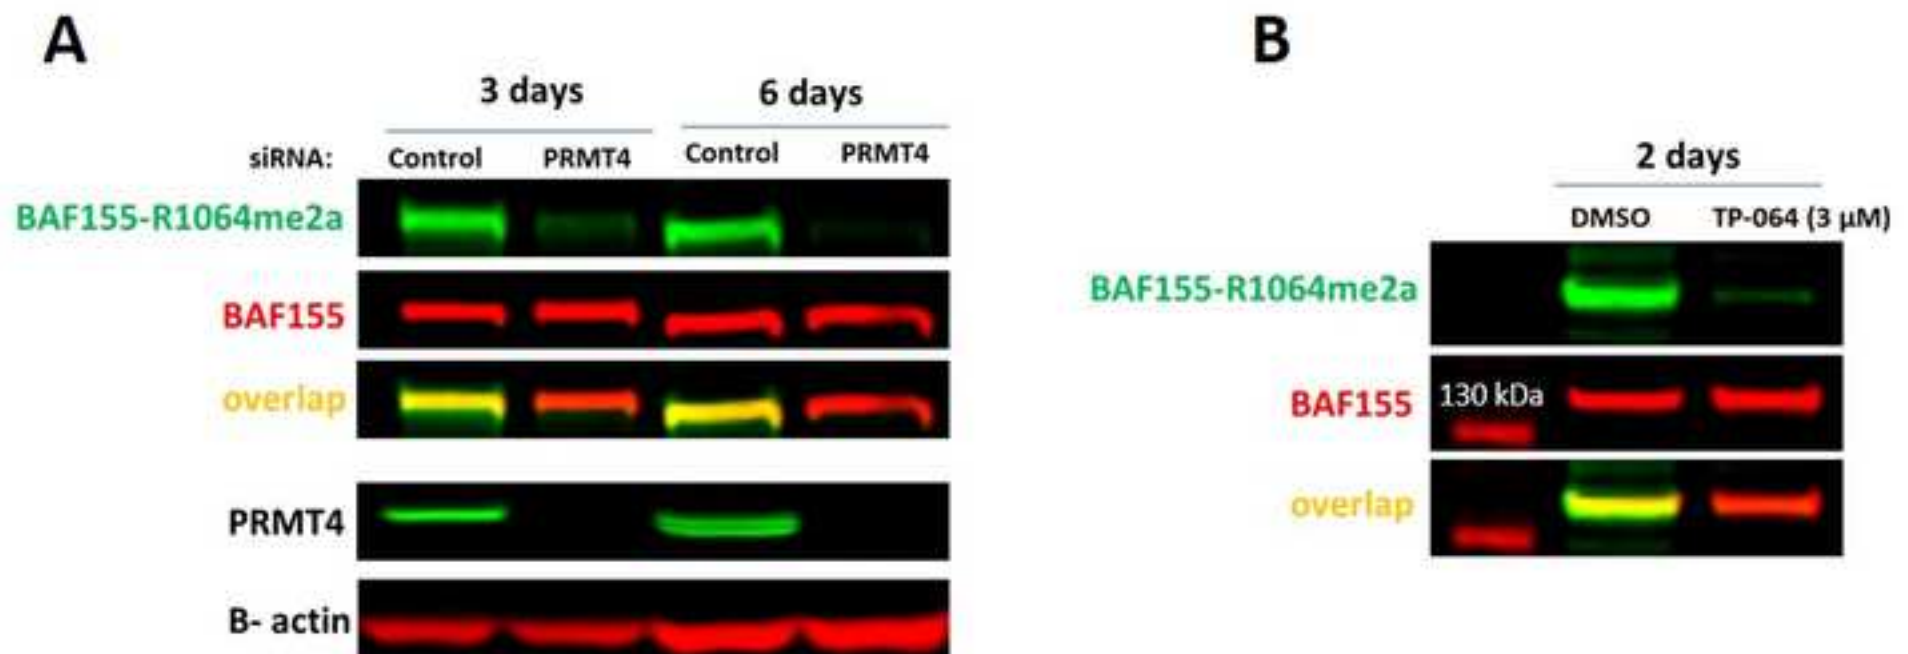 A
3 days 6 days
siRNA: Control PRMT4 Control PRMT4
BAF155-R1064me2a
BAF155
overlap
PRMT4
B- actin
B
2 days
DMSO TP-064 (3 µM)
BAF155-R1064me2a
BAF155 130 kDa
overlap